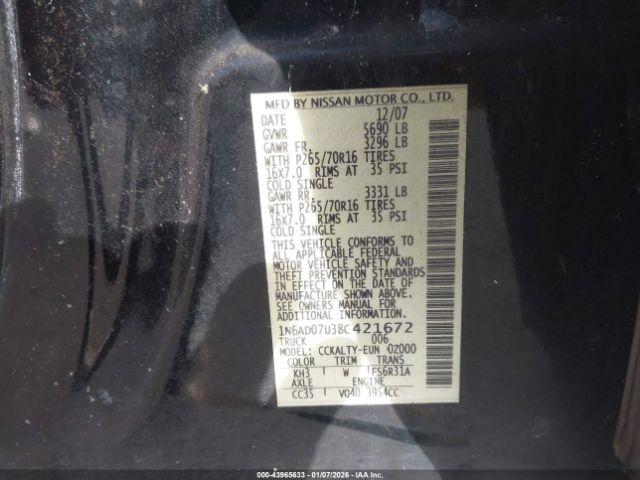 MFD BY NISSAN MOTOR CO., LTD.
DATE 12/07
GVWR 5690 LB
GAWR FR. 3296 LB
WITH P265/70R16 TIRES
16x7.0 RIMS AT 35 PSI
COLD SINGLE
GAWR RR. 3331 LB
WITH P265/70R16 TIRES
16x7.0 RIMS AT 35 PSI
COLD SINGLE
THIS VEHICLE CONFORMS TO
ALL APPLICABLE FEDERAL
MOTOR VEHICLE SAFETY AND
THEFT PREVENTION STANDARDS
IN EFFECT ON THE DATE OF
MANUFACTURE SHOWN ABOVE.
SEE OWNERS MANUAL FOR
ADDITIONAL INFORMATION.
1N6AD07U38C421672
TRUCK 006
MODEL: CCKALTY-EUN 0Z000
COLOR TRIM TRANS
KH3 W FS6R31A
AXLE ENGINE
CC35 VQ40 3954CC
000-43965633 - 01/07/2026 - IAAI.COM